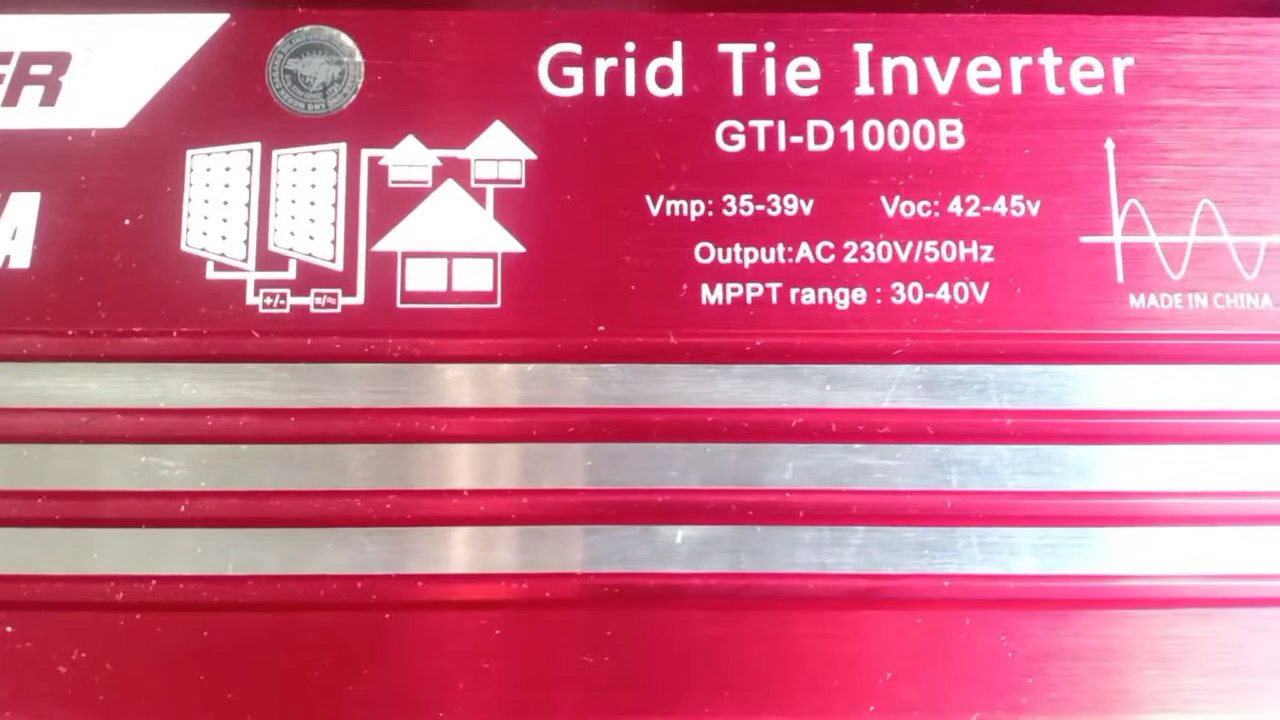 ER
Grid Tie Inverter
GTI-D1000B
A
Vmp: 35-39v Voc: 42-45v
Output:AC 230V/50Hz
MPPT range : 30-40V
+/- =/≈
MADE IN CHINA